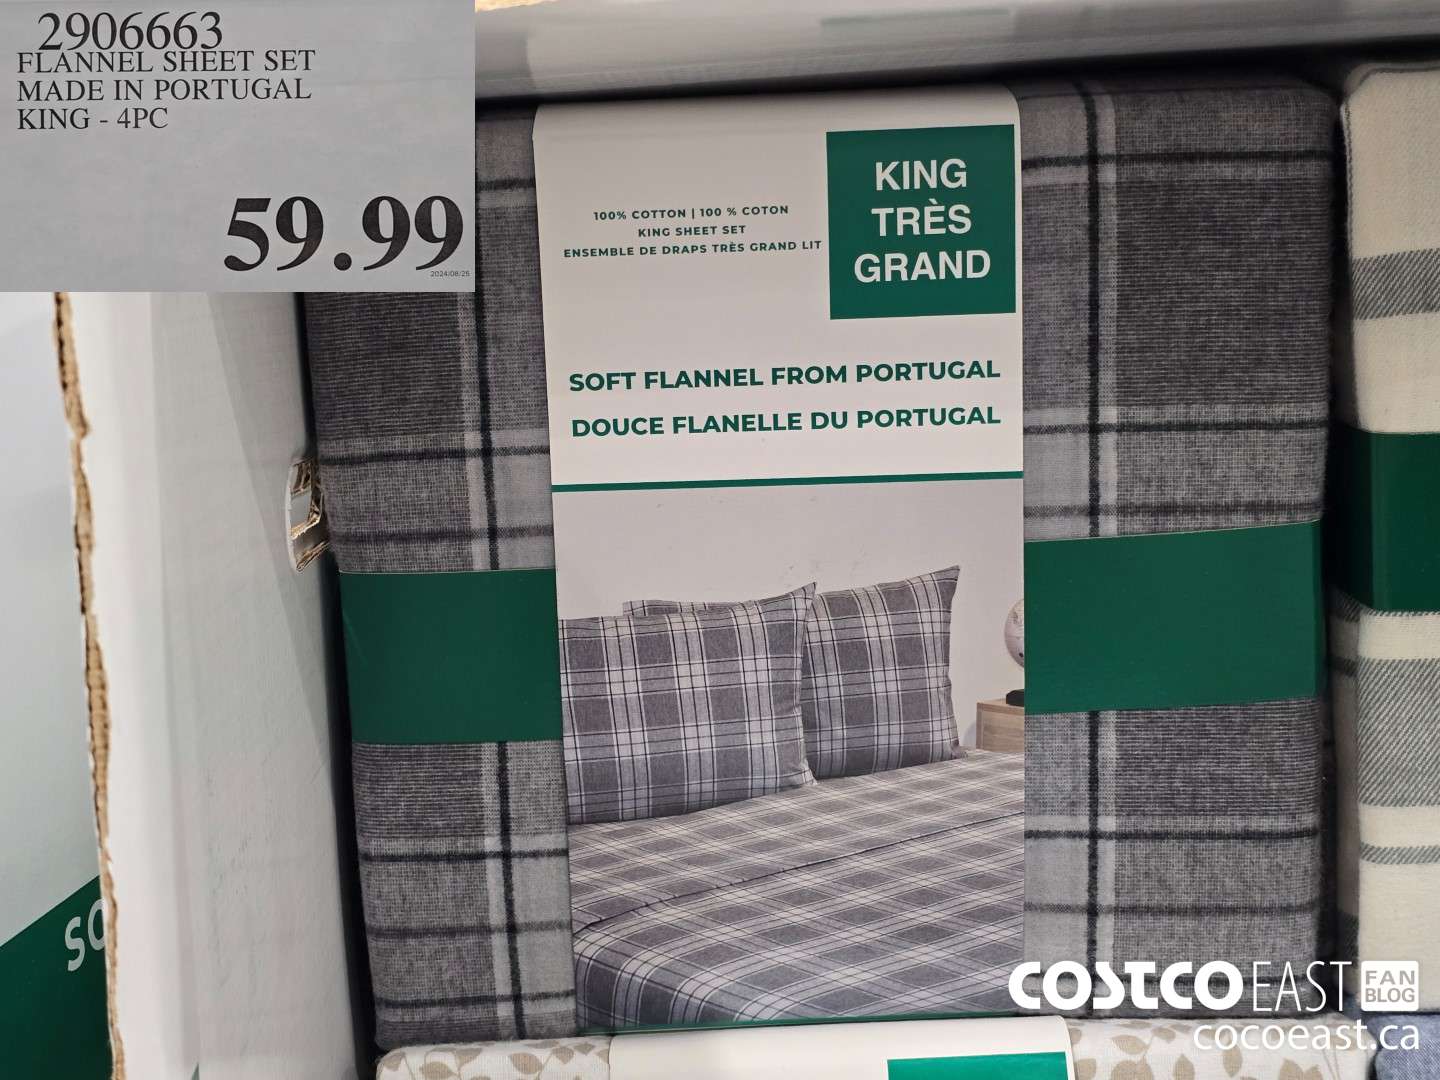 2906663
FLANNEL SHEET SET
MADE IN PORTUGAL
KING - 4PC
59.99
2024/08/25
100% COTTON | 100 % COTON
KING SHEET SET
ENSEMBLE DE DRAPS TRÈS GRAND LIT
KING
TRÈS
GRAND
SOFT FLANNEL FROM PORTUGAL
DOUCE FLANELLE DU PORTUGAL
SO
COSTCO EAST FAN BLOG
cocoeast.ca